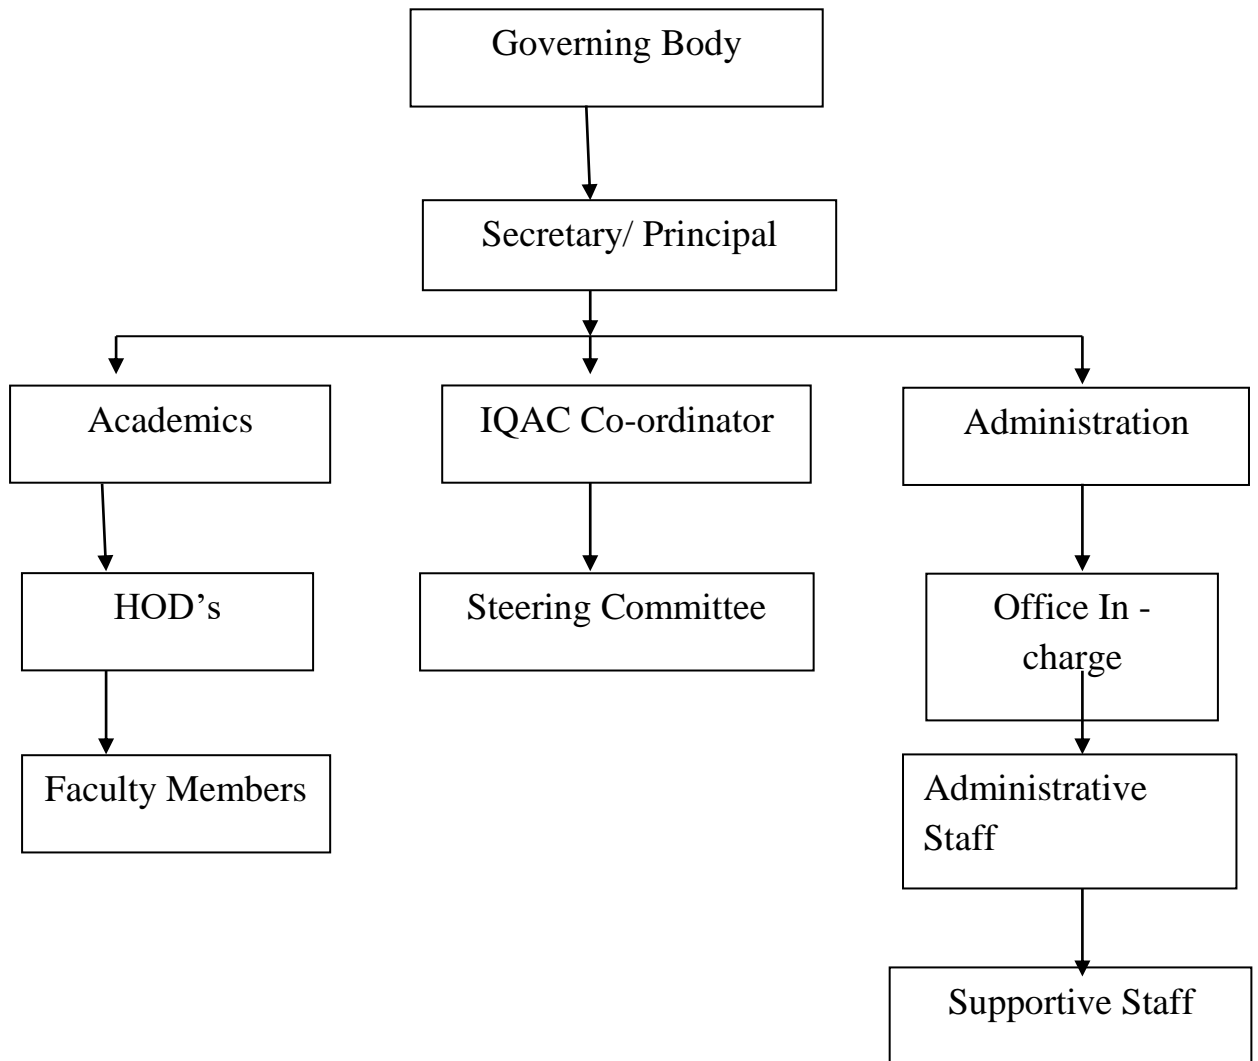 Governing Body
Secretary/ Principal
Academics
IQAC Co-ordinator
Administration
HOD’s
Steering Committee
Office In -
charge
Faculty Members
Administrative
Staff
Supportive Staff